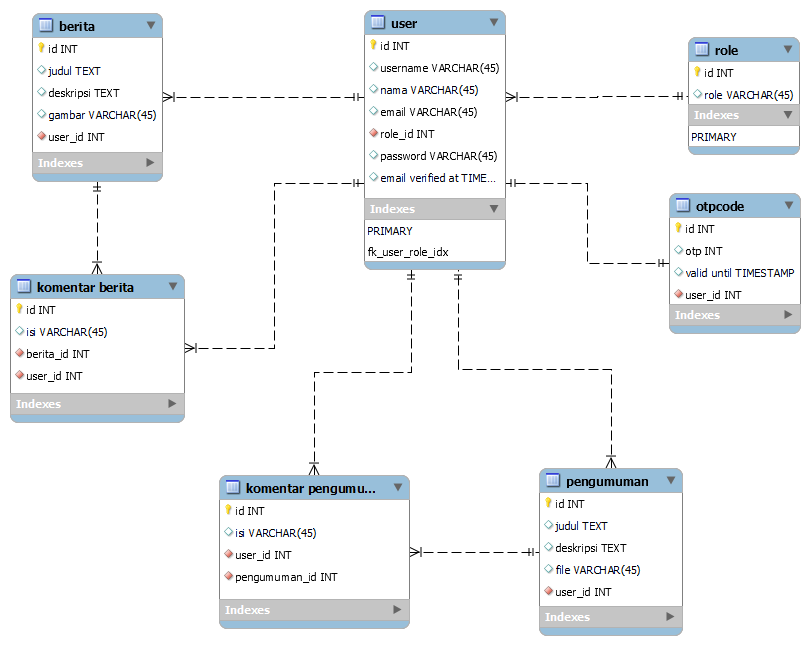 berita
id INT
judul TEXT
deskripsi TEXT
gambar VARCHAR(45)
user_id INT
Indexes
user
id INT
username VARCHAR(45)
nama VARCHAR(45)
email VARCHAR(45)
role_id INT
password VARCHAR(45)
email verified at TIME...
Indexes
PRIMARY
fk_user_role_idx
role
id INT
role VARCHAR(45)
Indexes
PRIMARY
otpcode
id INT
otp INT
valid until TIMESTAMP
user_id INT
Indexes
komentar berita
id INT
isi VARCHAR(45)
berita_id INT
user_id INT
Indexes
komentar pengumu...
id INT
isi VARCHAR(45)
user_id INT
pengumuman_id INT
Indexes
pengumuman
id INT
judul TEXT
deskripsi TEXT
file VARCHAR(45)
user_id INT
Indexes